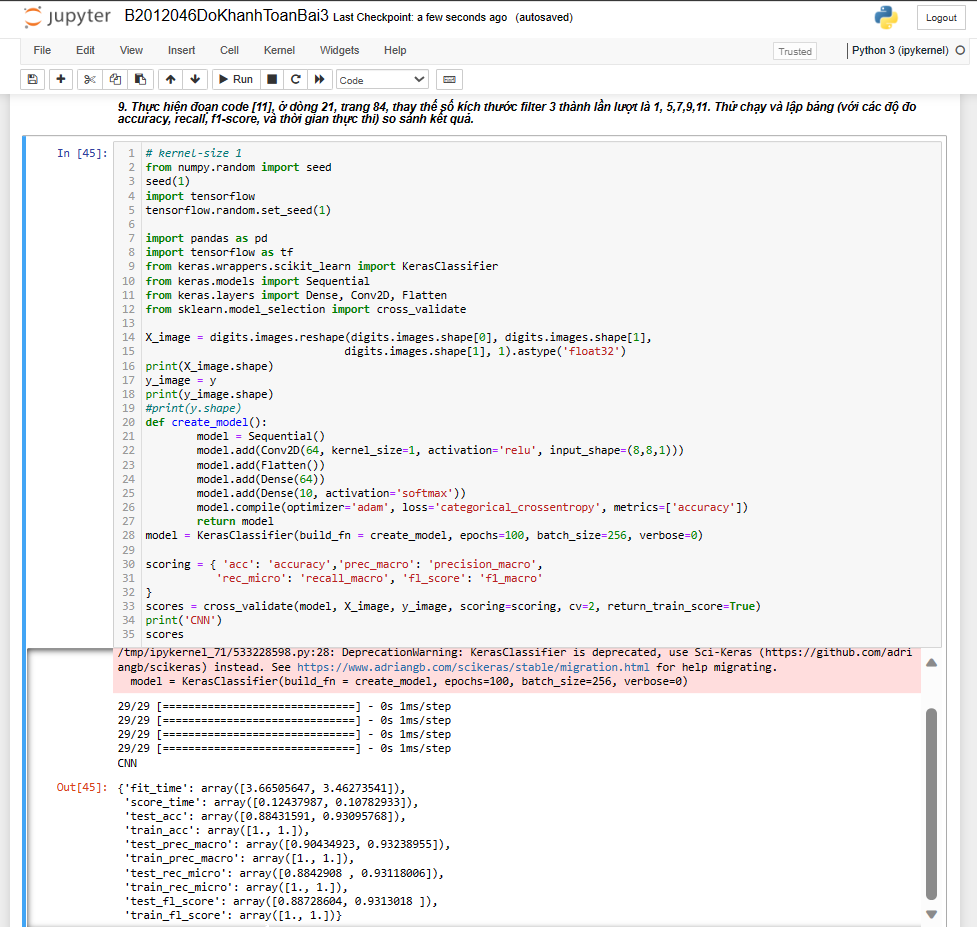 jupyter B2012046DoKhanhToanBai3 Last Checkpoint: a few seconds ago (autosaved)
Logout
File Edit View Insert Cell Kernel Widgets Help
Trusted
Python 3 (ipykernel)
Run
Code
9. Thực hiện đoạn code [11], ở dòng 21, trang 84, thay thế số kích thước filter 3 thành lần lượt là 1, 5,7,9,11. Thử chạy và lập bảng (với các độ đo
accuracy, recall, f1-score, và thời gian thực thi) so sánh kết quả.
In [45]:
1 # kernel-size 1
2 from numpy.random import seed
3 seed(1)
4 import tensorflow
5 tensorflow.random.set_seed(1)
6
7 import pandas as pd
8 import tensorflow as tf
9 from keras.wrappers.scikit_learn import KerasClassifier
10 from keras.models import Sequential
11 from keras.layers import Dense, Conv2D, Flatten
12 from sklearn.model_selection import cross_validate
13
14 X_image = digits.images.reshape(digits.images.shape[0], digits.images.shape[1],
15 digits.images.shape[1], 1).astype('float32')
16 print(X_image.shape)
17 y_image = y
18 print(y_image.shape)
19 #print(y.shape)
20 def create_model():
21 model = Sequential()
22 model.add(Conv2D(64, kernel_size=1, activation='relu', input_shape=(8,8,1)))
23 model.add(Flatten())
24 model.add(Dense(64))
25 model.add(Dense(10, activation='softmax'))
26 model.compile(optimizer='adam', loss='categorical_crossentropy', metrics=['accuracy'])
27 return model
28 model = KerasClassifier(build_fn = create_model, epochs=100, batch_size=256, verbose=0)
29
30 scoring = { 'acc': 'accuracy','prec_macro': 'precision_macro',
31 'rec_micro': 'recall_macro', 'fl_score': 'f1_macro'
32 }
33 scores = cross_validate(model, X_image, y_image, scoring=scoring, cv=2, return_train_score=True)
34 print('CNN')
35 scores
/tmp/ipykernel_71/533228598.py:28: DeprecationWarning: KerasClassifier is deprecated, use Sci-Keras (https://github.com/adri
angb/scikeras) instead. See https://www.adriangb.com/scikeras/stable/migration.html for help migrating.
model = KerasClassifier(build_fn = create_model, epochs=100, batch_size=256, verbose=0)
29/29 [==============================] - 0s 1ms/step
29/29 [==============================] - 0s 1ms/step
29/29 [==============================] - 0s 1ms/step
29/29 [==============================] - 0s 1ms/step
CNN
Out[45]: {'fit_time': array([3.66505647, 3.46273541]),
'score_time': array([0.12437987, 0.10782933]),
'test_acc': array([0.88431591, 0.93095768]),
'train_acc': array([1., 1.]),
'test_prec_macro': array([0.90434923, 0.93238955]),
'train_prec_macro': array([1., 1.]),
'test_rec_micro': array([0.8842908 , 0.93118006]),
'train_rec_micro': array([1., 1.]),
'test_fl_score': array([0.88728604, 0.9313018 ]),
'train_fl_score': array([1., 1.])}